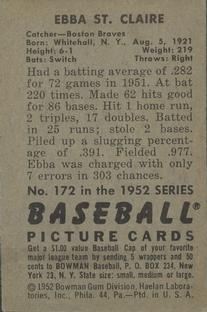 EBBA ST. CLAIRE
Catcher—Boston Braves
Born: Whitehall, N. Y., Aug. 5, 1921
Height: 6-1 Weight: 219
Bats: Switch Throws: Right
Had a batting average of .282
for 72 games in 1951. At bat
220 times. Made 62 hits good
for 86 bases. Hit 1 home run,
2 triples, 17 doubles. Batted
in 25 runs; stole 2 bases.
Piled up a slugging percent-
age of .391. Fielded .977.
Ebba was charged with only
7 errors in 303 chances.
No. 172 in the 1952 SERIES
BASEBALL
PICTURE CARDS
Get a $1.00 value Baseball Cap of your favorite
major league team by sending 5 wrappers and 50
cents to BOWMAN BASEBALL, P. O. BOX 234, New
York 23, N. Y. State size: small, medium or large.
©1952 Bowman Gum Division, Haelan Labora-
tories, Inc., Phila. 44, Pa.—Ptd. in U. S. A.